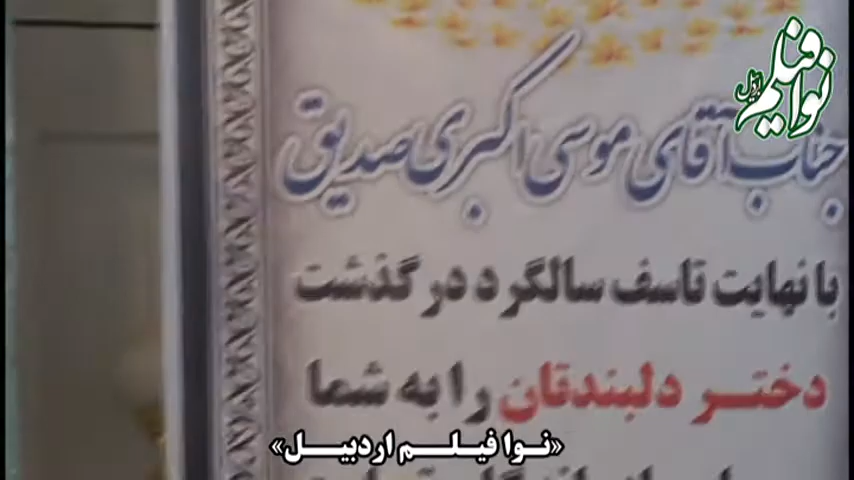 نوا فیلم
اردبیل
جناب آقای موسی اکبری صدیق
با نهایت تاسف سالگرد درگذشت
دختر دلبندتان را به شما
«نوا فیلم اردبیل»